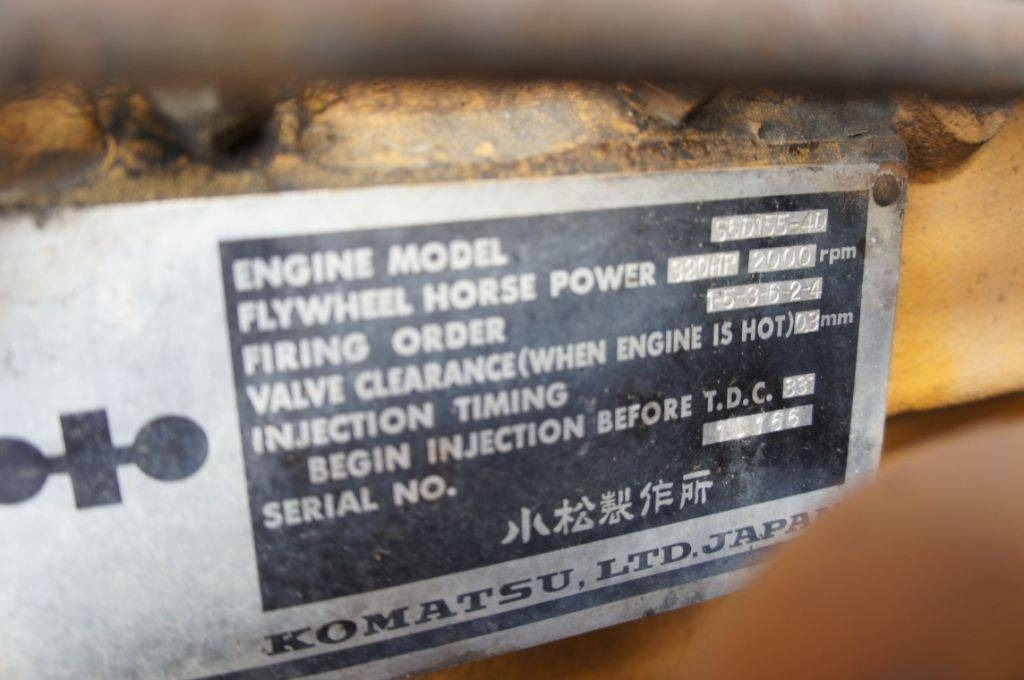 ENGINE MODEL S6D155-4D
FLYWHEEL HORSE POWER 320HP 2000 rpm
FIRING ORDER 1-5-3-6-2-4
VALVE CLEARANCE(WHEN ENGINE IS HOT) mm
INJECTION TIMING
BEGIN INJECTION BEFORE T.D.C.
SERIAL NO.
小松製作所
KOMATSU, LTD.JAPAN